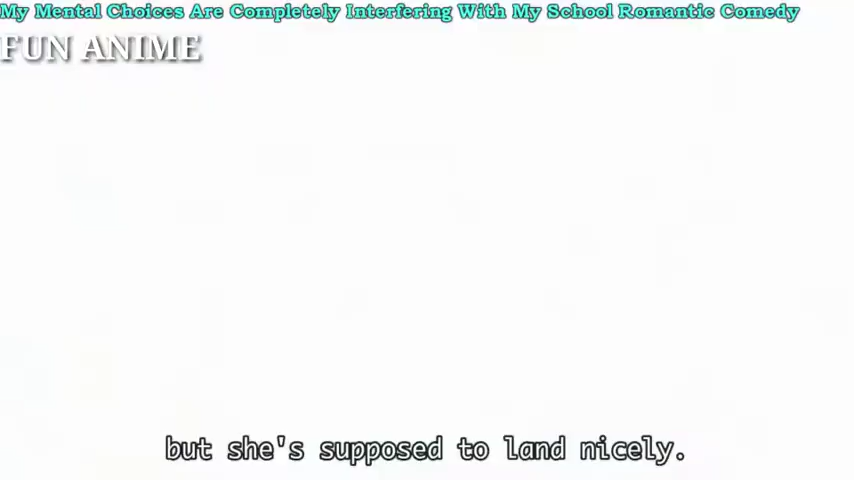 My Mental Choices Are Completely Interfering With My School Romantic Comedy
FUN ANIME
but she's supposed to land nicely.